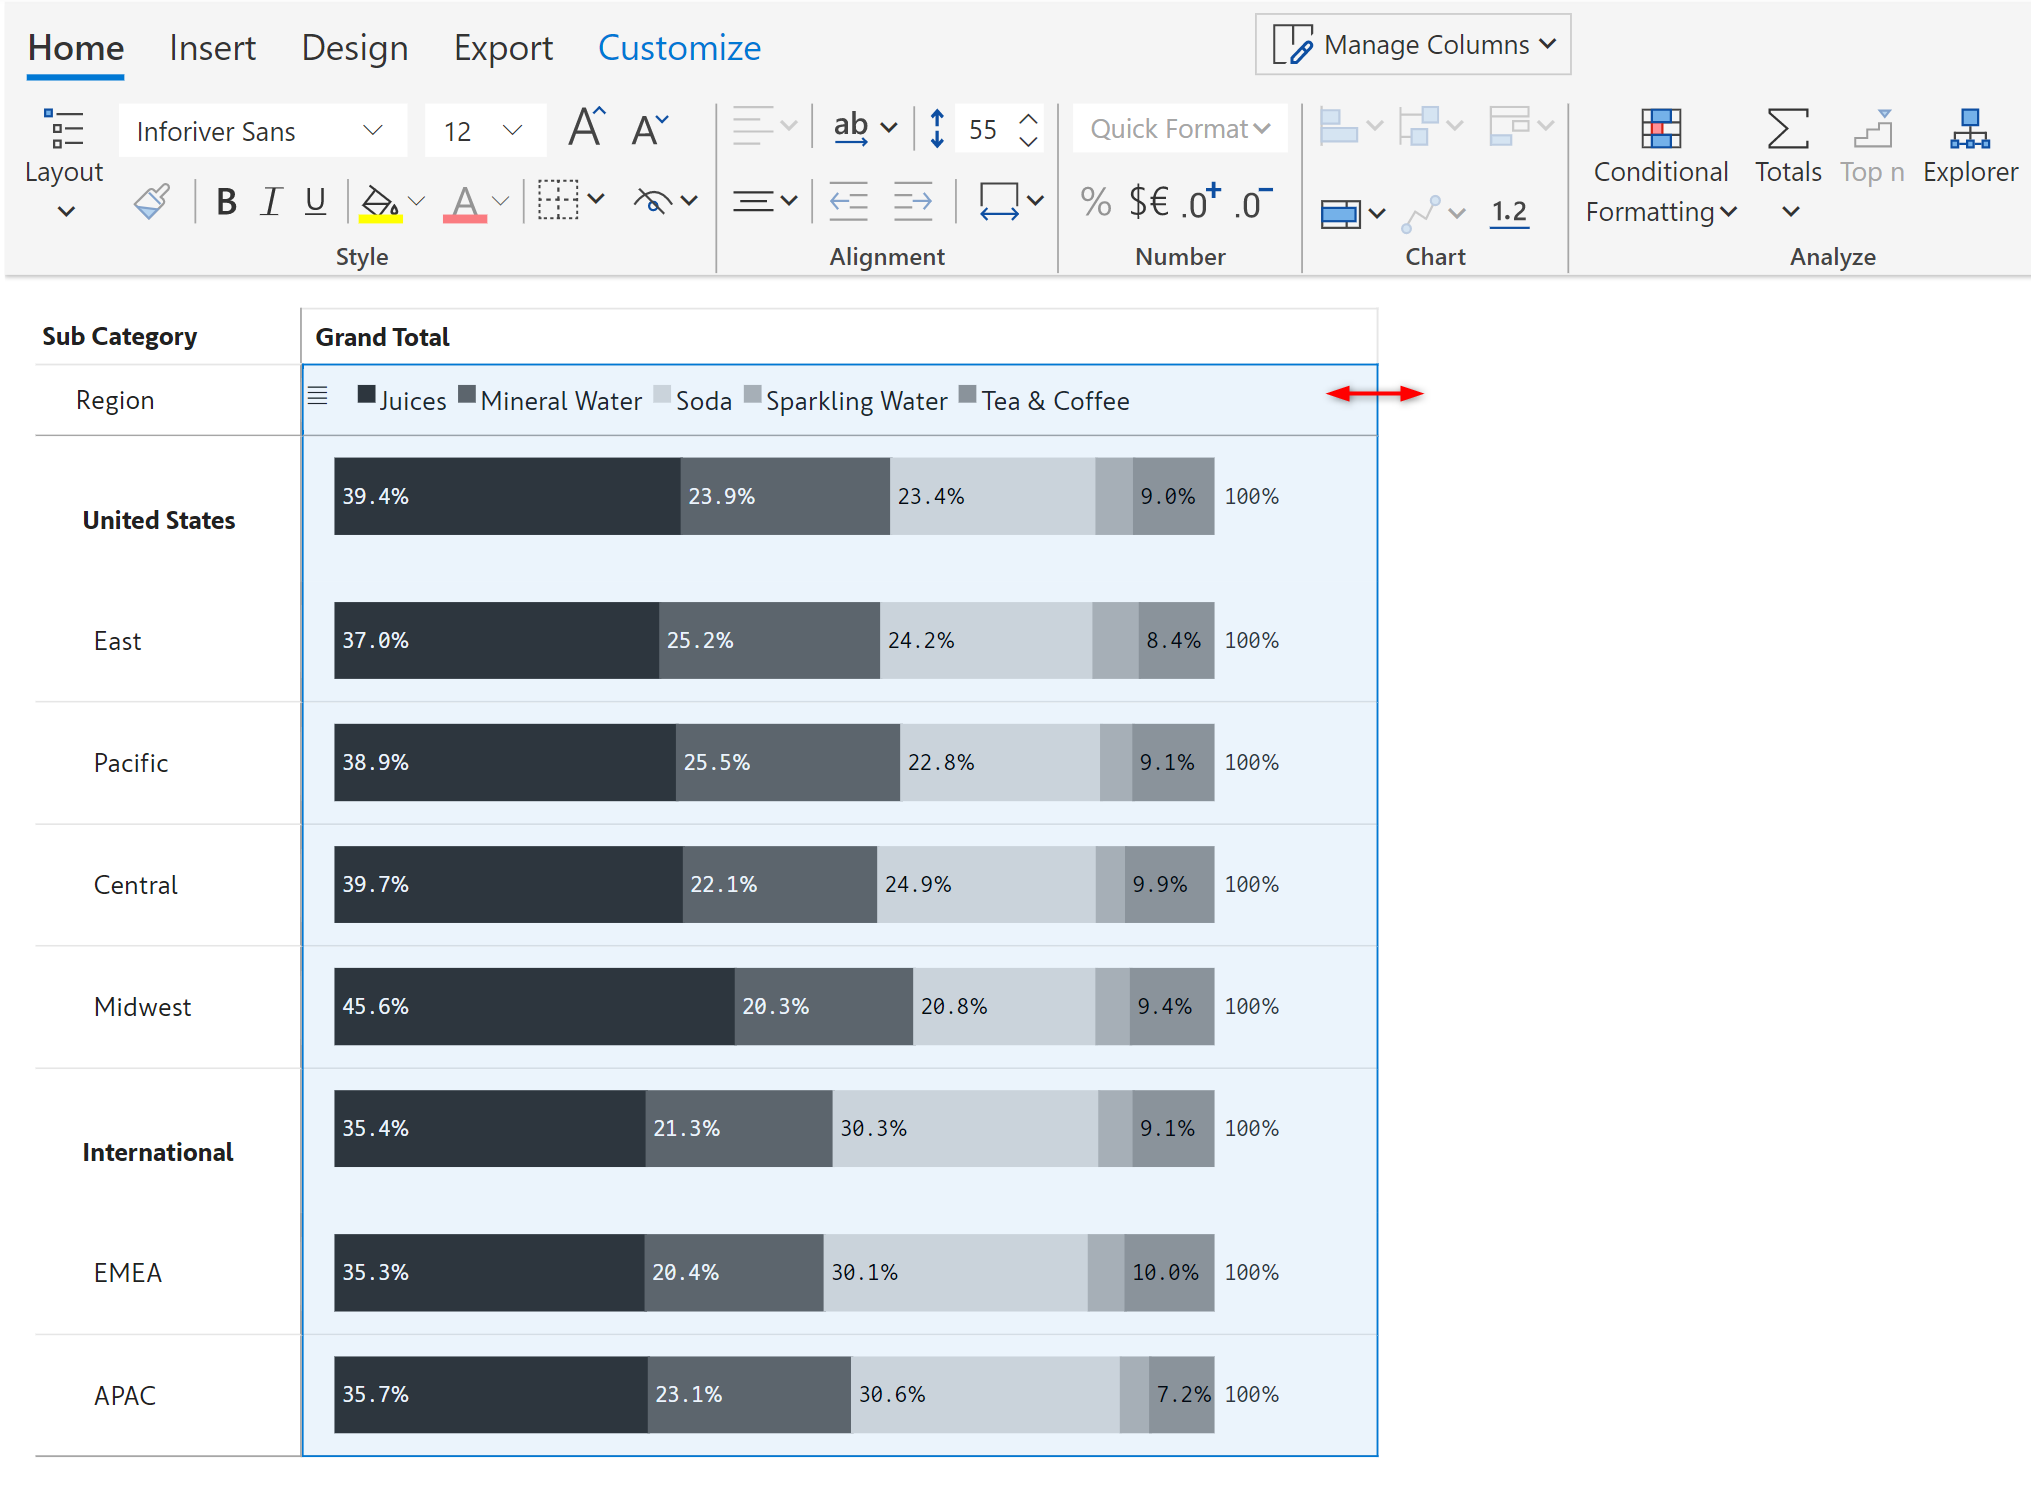 Home Insert Design Export Customize Manage Columns
Inforiver Sans 12 A A ab 55 Quick Format
Layout Conditional Formatting Totals Top n Explorer
B I U A % $€ .0+ .0- 1.2
Style Alignment Number Chart Analyze
Sub Category Grand Total
Region Juices Mineral Water Soda Sparkling Water Tea & Coffee
United States 39.4% 23.9% 23.4% 9.0% 100%
East 37.0% 25.2% 24.2% 8.4% 100%
Pacific 38.9% 25.5% 22.8% 9.1% 100%
Central 39.7% 22.1% 24.9% 9.9% 100%
Midwest 45.6% 20.3% 20.8% 9.4% 100%
International 35.4% 21.3% 30.3% 9.1% 100%
EMEA 35.3% 20.4% 30.1% 10.0% 100%
APAC 35.7% 23.1% 30.6% 7.2% 100%